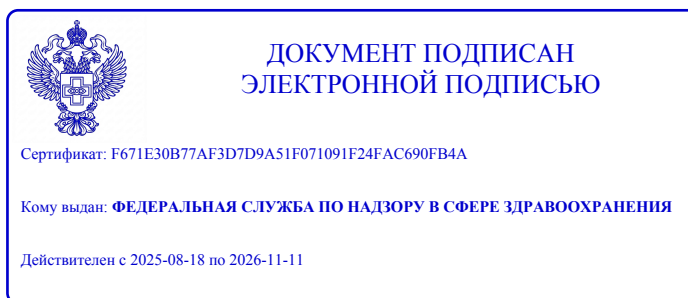 ДОКУМЕНТ ПОДПИСАН
ЭЛЕКТРОННОЙ ПОДПИСЬЮ
Сертификат: F671E30B77AF3D7D9A51F071091F24FAC690FB4A
Кому выдан: ФЕДЕРАЛЬНАЯ СЛУЖБА ПО НАДЗОРУ В СФЕРЕ ЗДРАВООХРАНЕНИЯ
Действителен с 2025-08-18 по 2026-11-11